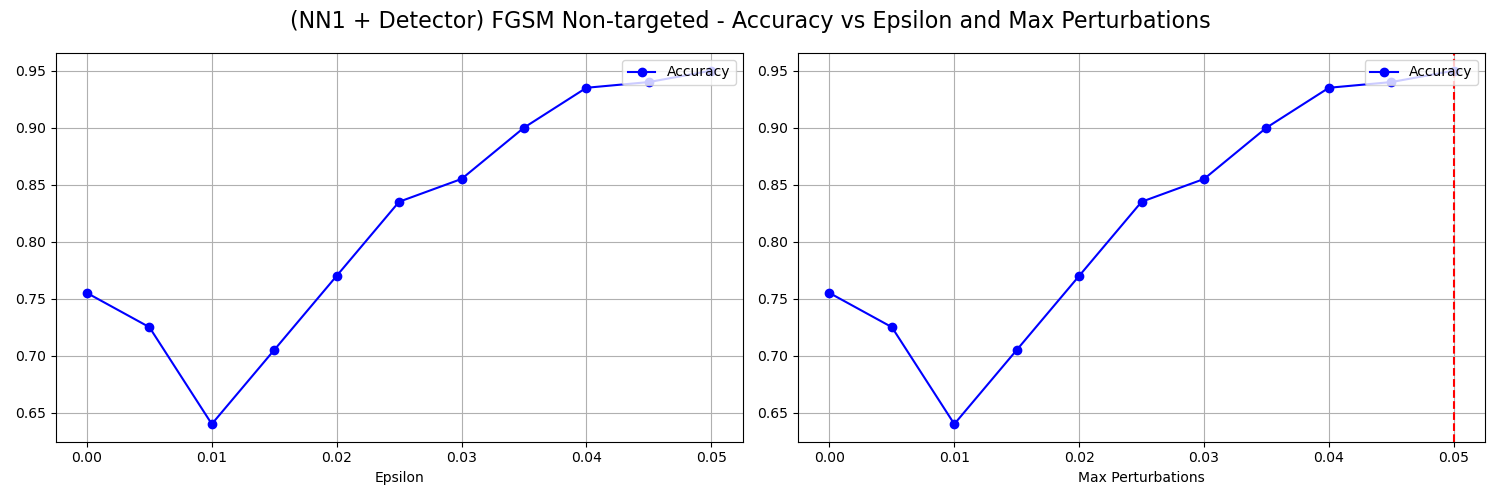 (NN1 + Detector) FGSM Non-targeted - Accuracy vs Epsilon and Max Perturbations
Accuracy
0.95
0.90
0.85
0.80
0.75
0.70
0.65
0.00 0.01 0.02 0.03 0.04 0.05
Epsilon
Accuracy
0.95
0.90
0.85
0.80
0.75
0.70
0.65
0.00 0.01 0.02 0.03 0.04 0.05
Max Perturbations